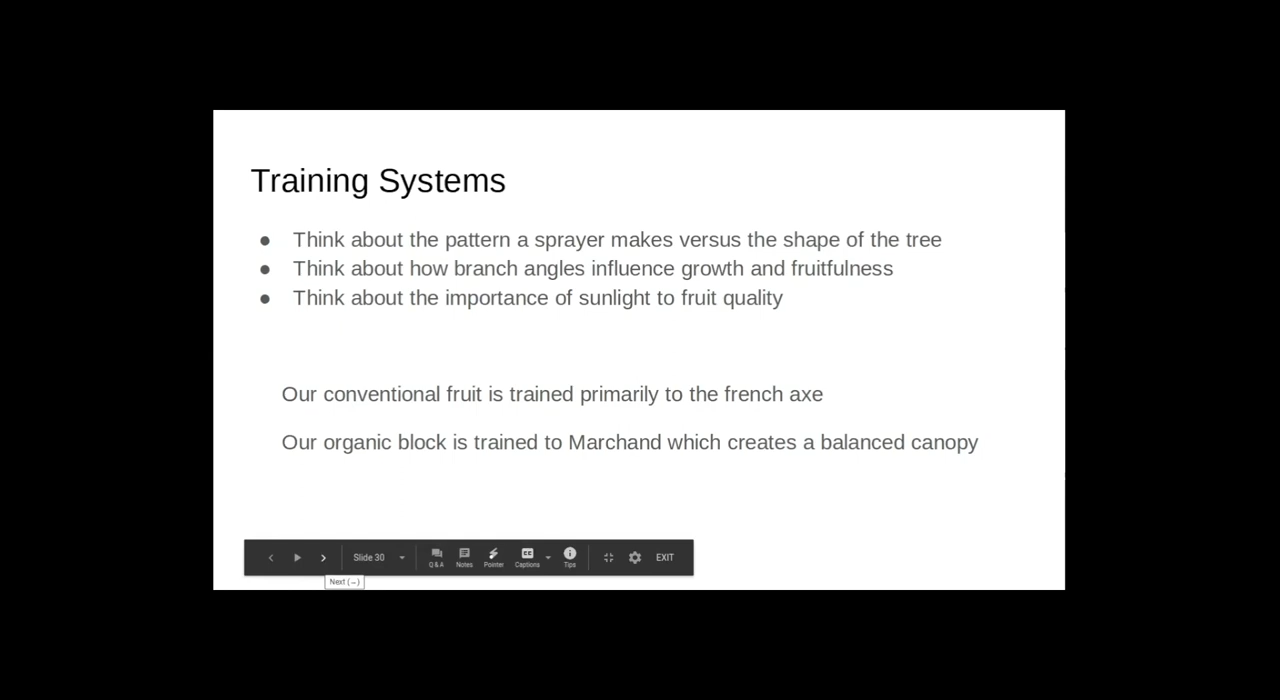 Training Systems
● Think about the pattern a sprayer makes versus the shape of the tree
● Think about how branch angles influence growth and fruitfulness
● Think about the importance of sunlight to fruit quality
Our conventional fruit is trained primarily to the french axe
Our organic block is trained to Marchand which creates a balanced canopy
Slide 30
Q & A Notes Pointer CC Captions Tips EXIT
Next (→)